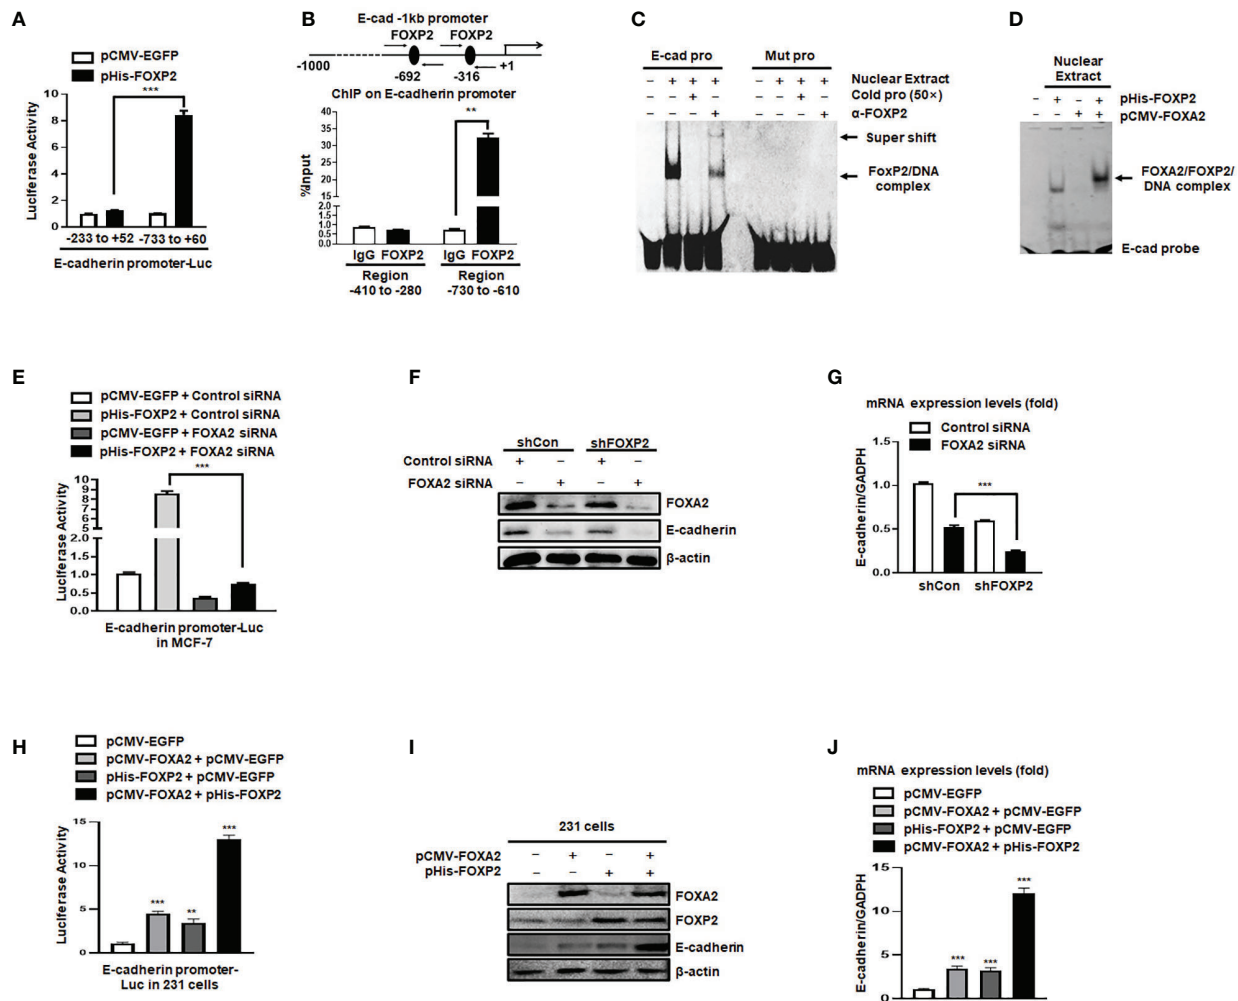 A
pCMV-EGFP
pHis-FOXP2
***
Luciferase Activity
10
8
6
4
2
0
-233 to +52 -733 to +60
E-cadherin promoter-Luc
B
E-cad -1kb promoter
FOXP2 FOXP2
-1000
-692
-316
+1
ChIP on E-cadherin promoter
**
%Input
40
35
30
25
20
15
10
5
2.0
1.5
1.0
0.5
0.0
IgG FOXP2 IgG FOXP2
Region Region
-410 to -280 -730 to -610
C
E-cad pro Mut pro
– + + + – + + + Nuclear Extract
– – + – – – + – Cold pro (50×)
– – – + – – – + α-FOXP2
Super shift
FoxP2/DNA
complex
D
Nuclear
Extract
– + – + pHis-FOXP2
– – + + pCMV-FOXA2
FOXA2/FOXP2/
DNA complex
E-cad probe
E
pCMV-EGFP + Control siRNA
pHis-FOXP2 + Control siRNA
pCMV-EGFP + FOXA2 siRNA
pHis-FOXP2 + FOXA2 siRNA
***
Luciferase Activity
10
9
8
7
6
5
4
3
2.0
1.5
1.0
0.5
0.0
E-cadherin promoter-Luc
in MCF-7
F
shCon shFOXP2
Control siRNA + – + –
FOXA2 siRNA – + – +
FOXA2
E-cadherin
β-actin
G
mRNA expression levels (fold)
Control siRNA
FOXA2 siRNA
***
E-cadherin/GADPH
1.5
1.0
0.5
0.0
shCon shFOXP2
H
pCMV-EGFP
pCMV-FOXA2 + pCMV-EGFP
pHis-FOXP2 + pCMV-EGFP
pCMV-FOXA2 + pHis-FOXP2
Luciferase Activity
15
10
5
0
*** ** ***
E-cadherin promoter-
Luc in 231 cells
I
231 cells
pCMV-FOXA2 – + – +
pHis-FOXP2 – – + +
FOXA2
FOXP2
E-cadherin
β-actin
J
mRNA expression levels (fold)
pCMV-EGFP
pCMV-FOXA2 + pCMV-EGFP
pHis-FOXP2 + pCMV-EGFP
pCMV-FOXA2 + pHis-FOXP2
E-cadherin/GADPH
15
10
5
0
*** *** ***